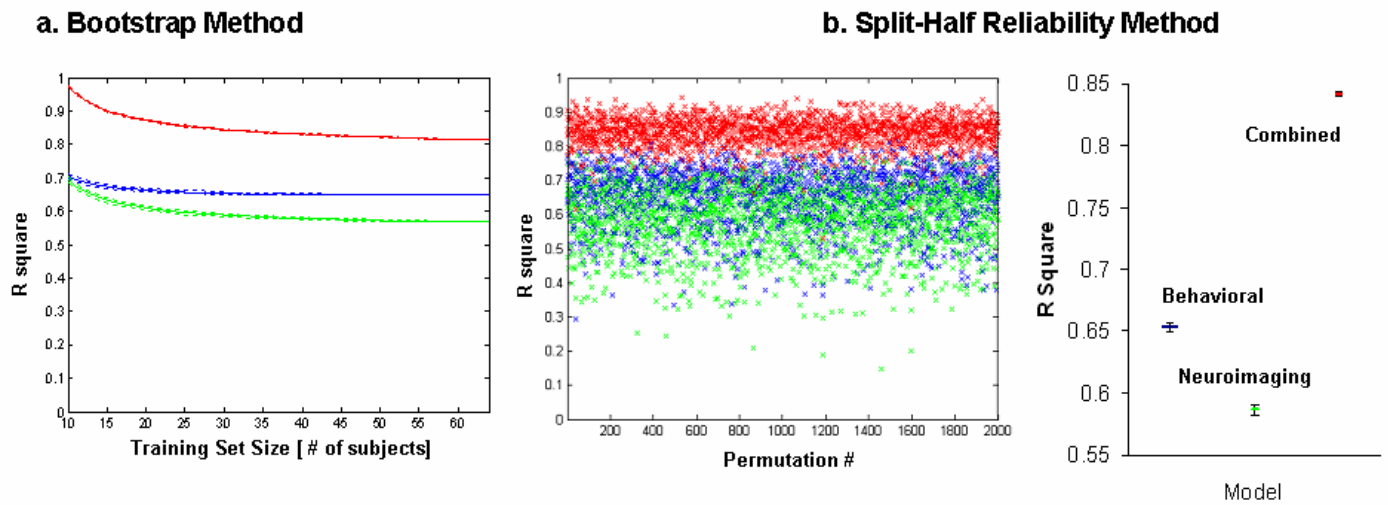 a. Bootstrap Method
b. Split-Half Reliability Method
R square
1
0.9
0.8
0.7
0.6
0.5
0.4
0.3
0.2
0.1
0
10 15 20 25 30 35 40 45 50 55 60
Training Set Size [ # of subjects]
R square
1
0.9
0.8
0.7
0.6
0.5
0.4
0.3
0.2
0.1
0
200 400 600 800 1000 1200 1400 1600 1800 2000
Permutation #
R Square
0.85
0.8
0.75
0.7
0.65
0.6
0.55
Combined
Behavioral
Neuroimaging
Model